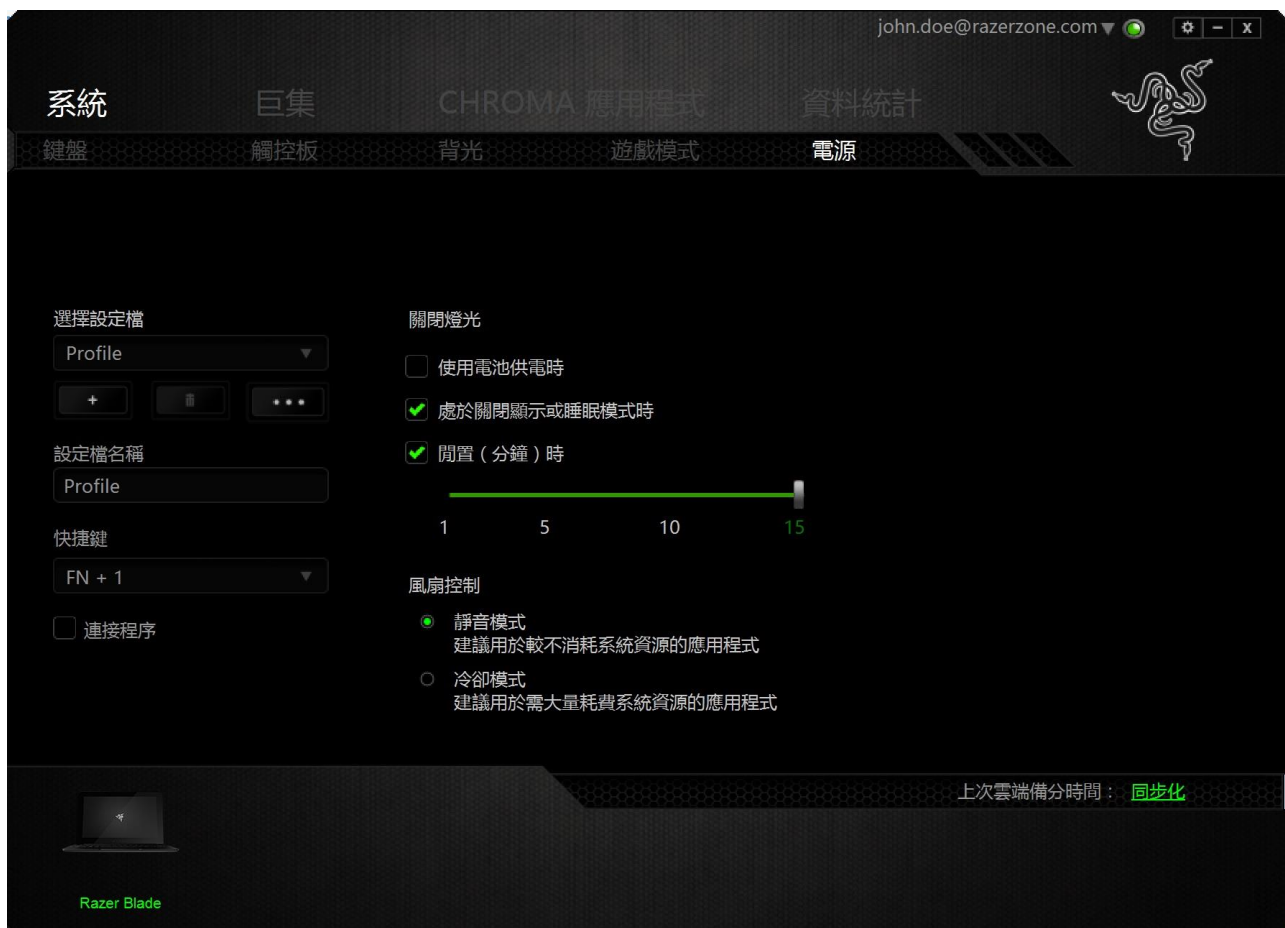 john.doe@razerzone.com
系統 巨集 CHROMA 應用程式 資料統計
鍵盤 觸控板 背光 遊戲模式 電源
選擇設定檔
Profile
設定檔名稱
Profile
快捷鍵
FN + 1
連接程序
關閉燈光
使用電池供電時
處於關閉顯示或睡眠模式時
閒置（分鐘）時
1 5 10 15
風扇控制
靜音模式
建議用於較不消耗系統資源的應用程式
冷卻模式
建議用於需大量耗費系統資源的應用程式
上次雲端備分時間： 同步化
Razer Blade